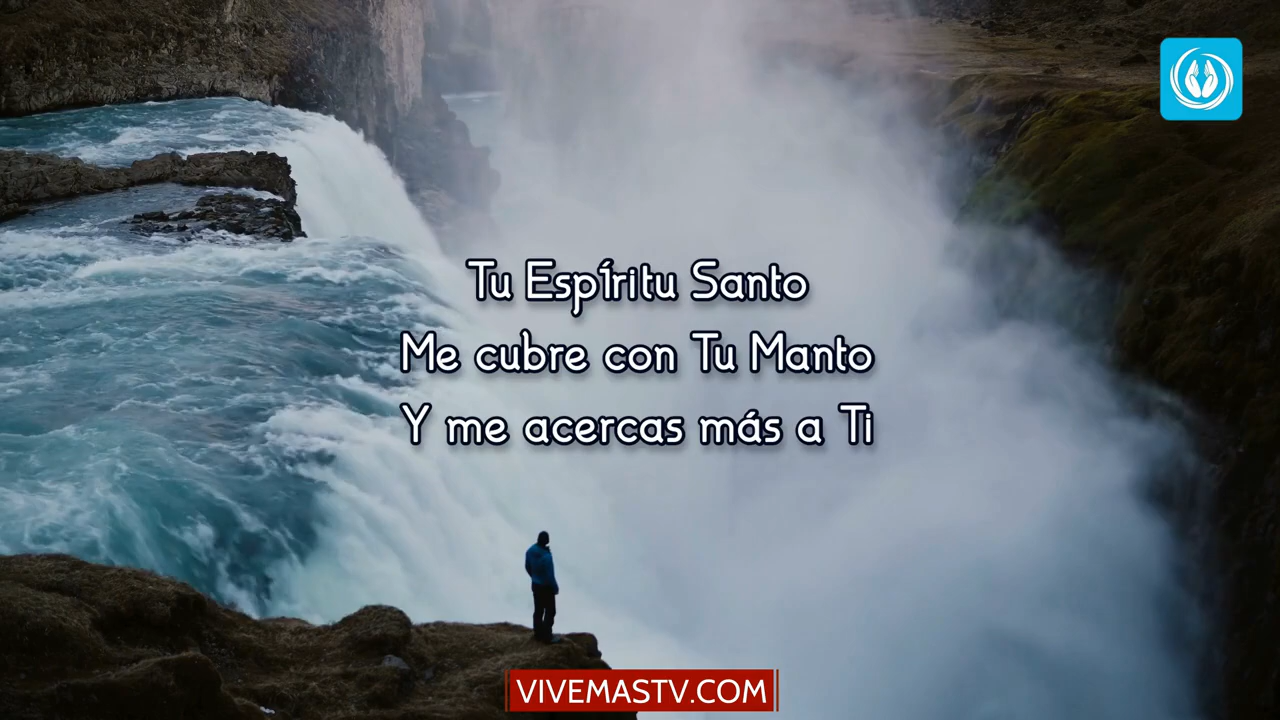 Tu Espíritu Santo
Me cubre con Tu Manto
Y me acercas más a Ti
VIVEMASTV.COM